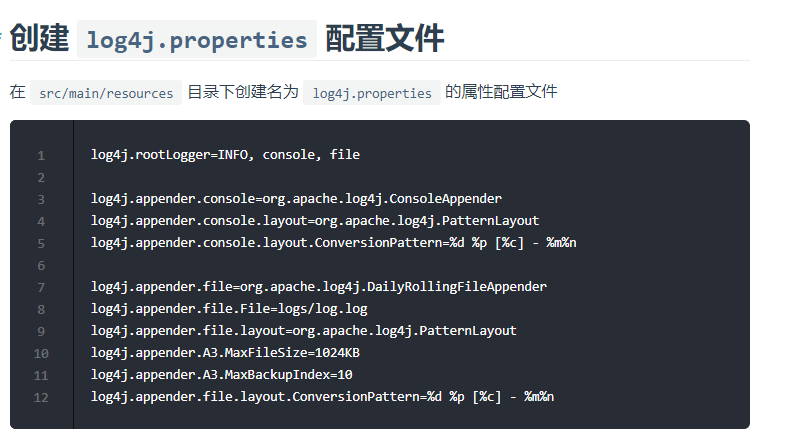 创建 log4j.properties 配置文件
在 src/main/resources 目录下创建名为 log4j.properties 的属性配置文件
1 log4j.rootLogger=INFO, console, file
2
3 log4j.appender.console=org.apache.log4j.ConsoleAppender
4 log4j.appender.console.layout=org.apache.log4j.PatternLayout
5 log4j.appender.console.layout.ConversionPattern=%d %p [%c] - %m%n
6
7 log4j.appender.file=org.apache.log4j.DailyRollingFileAppender
8 log4j.appender.file.File=logs/log.log
9 log4j.appender.file.layout=org.apache.log4j.PatternLayout
10 log4j.appender.A3.MaxFileSize=1024KB
11 log4j.appender.A3.MaxBackupIndex=10
12 log4j.appender.file.layout.ConversionPattern=%d %p [%c] - %m%n